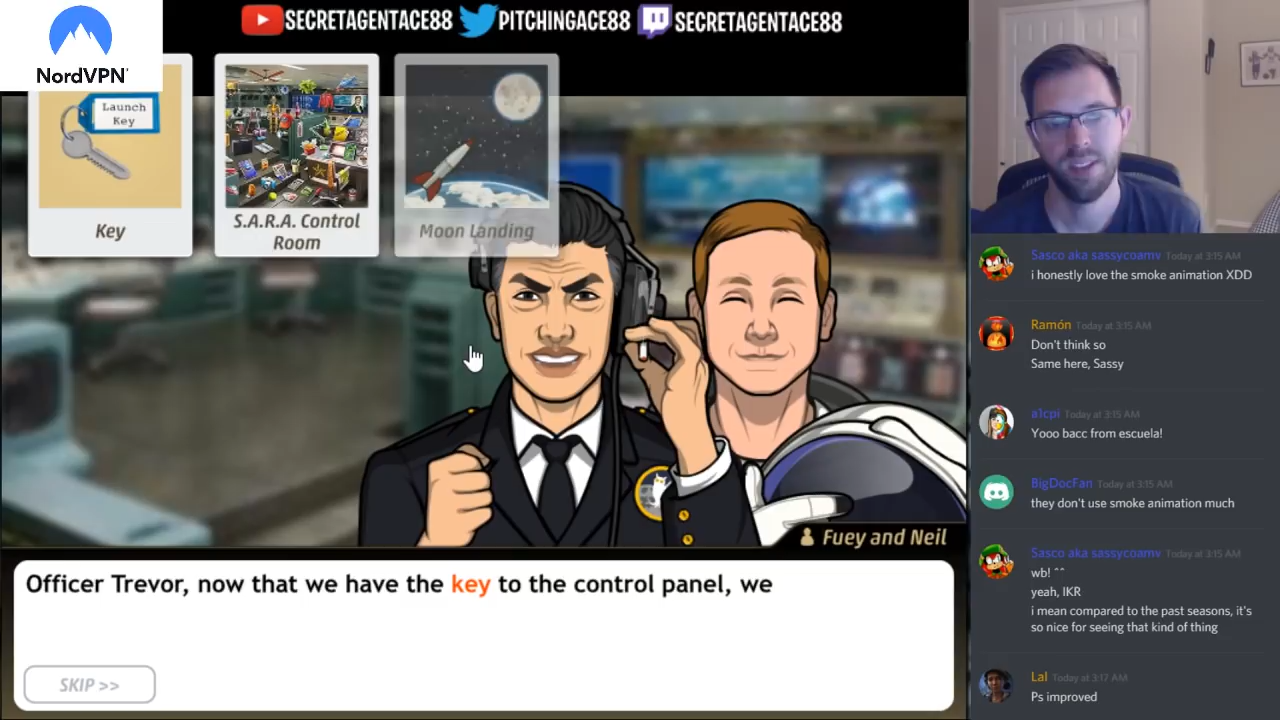 SECRETAGENTACE88
PITCHINGACE88
SECRETAGENTACE88
NordVPN
Launch
Key
Key
S.A.R.A. Control
Room
Moon Landing
Fuey and Neil
Officer Trevor, now that we have the key to the control panel, we
SKIP >>
Sasco aka sassycoamv Today at 3:15 AM
i honestly love the smoke animation XDD
Ramón Today at 3:15 AM
Don't think so
Same here, Sassy
a1cpi Today at 3:15 AM
Yooo bacc from escuela!
BigDocFan Today at 3:15 AM
they don't use smoke animation much
Sasco aka sassycoamv Today at 3:15 AM
wb! ^^
yeah, IKR
i mean compared to the past seasons, it's
so nice for seeing that kind of thing
Lal Today at 3:17 AM
Ps improved